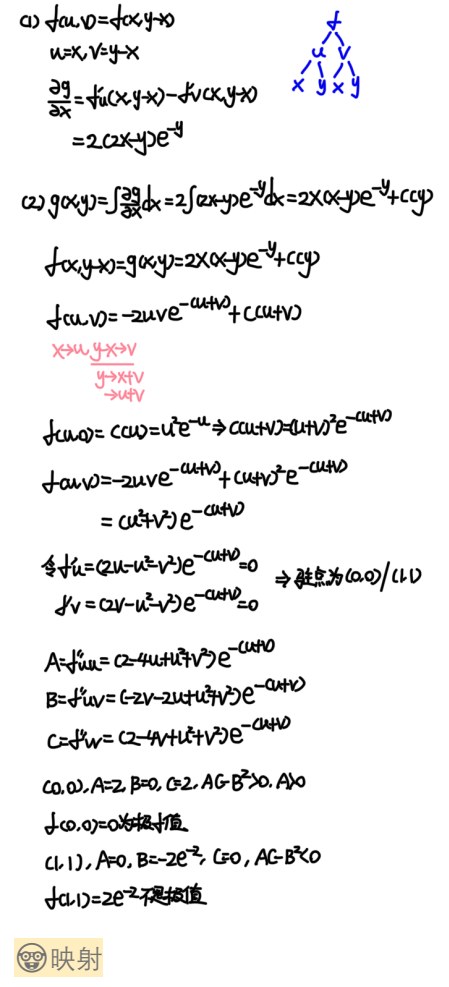 (1) f(u,v)=f(x,y-x)
u=x,v=y-x
∂g/∂x=f'u(x,y-x)-f'v(x,y-x)
=2(2x-y)e^-y
f
u v
x y x y
(2) g(x,y)=∫∂g/∂x dx=2∫(2x-y)e^-y dx=2x(x-y)e^-y+c(y)
f(x,y-x)=g(x,y)=2x(x-y)e^-y+c(y)
f(u,v)=-2uve^-(u+v)+c(u+v)
x→u,y-x→v
y→x+v
→u+v
f(u,0)=c(u)=u²e^-u⇒c(u+v)=(u+v)²e^-(u+v)
f(u,v)=-2uve^-(u+v)+(u+v)²e^-(u+v)
=(u²+v²)e^-(u+v)
令f'u=(2u-u²-v²)e^-(u+v)=0
f'v=(2v-u²-v²)e^-(u+v)=0
⇒驻点为(0,0)/(1,1)
A=f''uu=(2-4u+u²+v²)e^-(u+v)
B=f''uv=(-2v-2u+u²+v²)e^-(u+v)
C=f''vv=(2-4v+u²+v²)e^-(u+v)
(0,0),A=2,B=0,C=2,AC-B²>0,A>0
f(0,0)=0为极小值
(1,1),A=0,B=-2e^-2,C=0,AC-B²<0
f(1,1)=2e^-2不是极值
映射